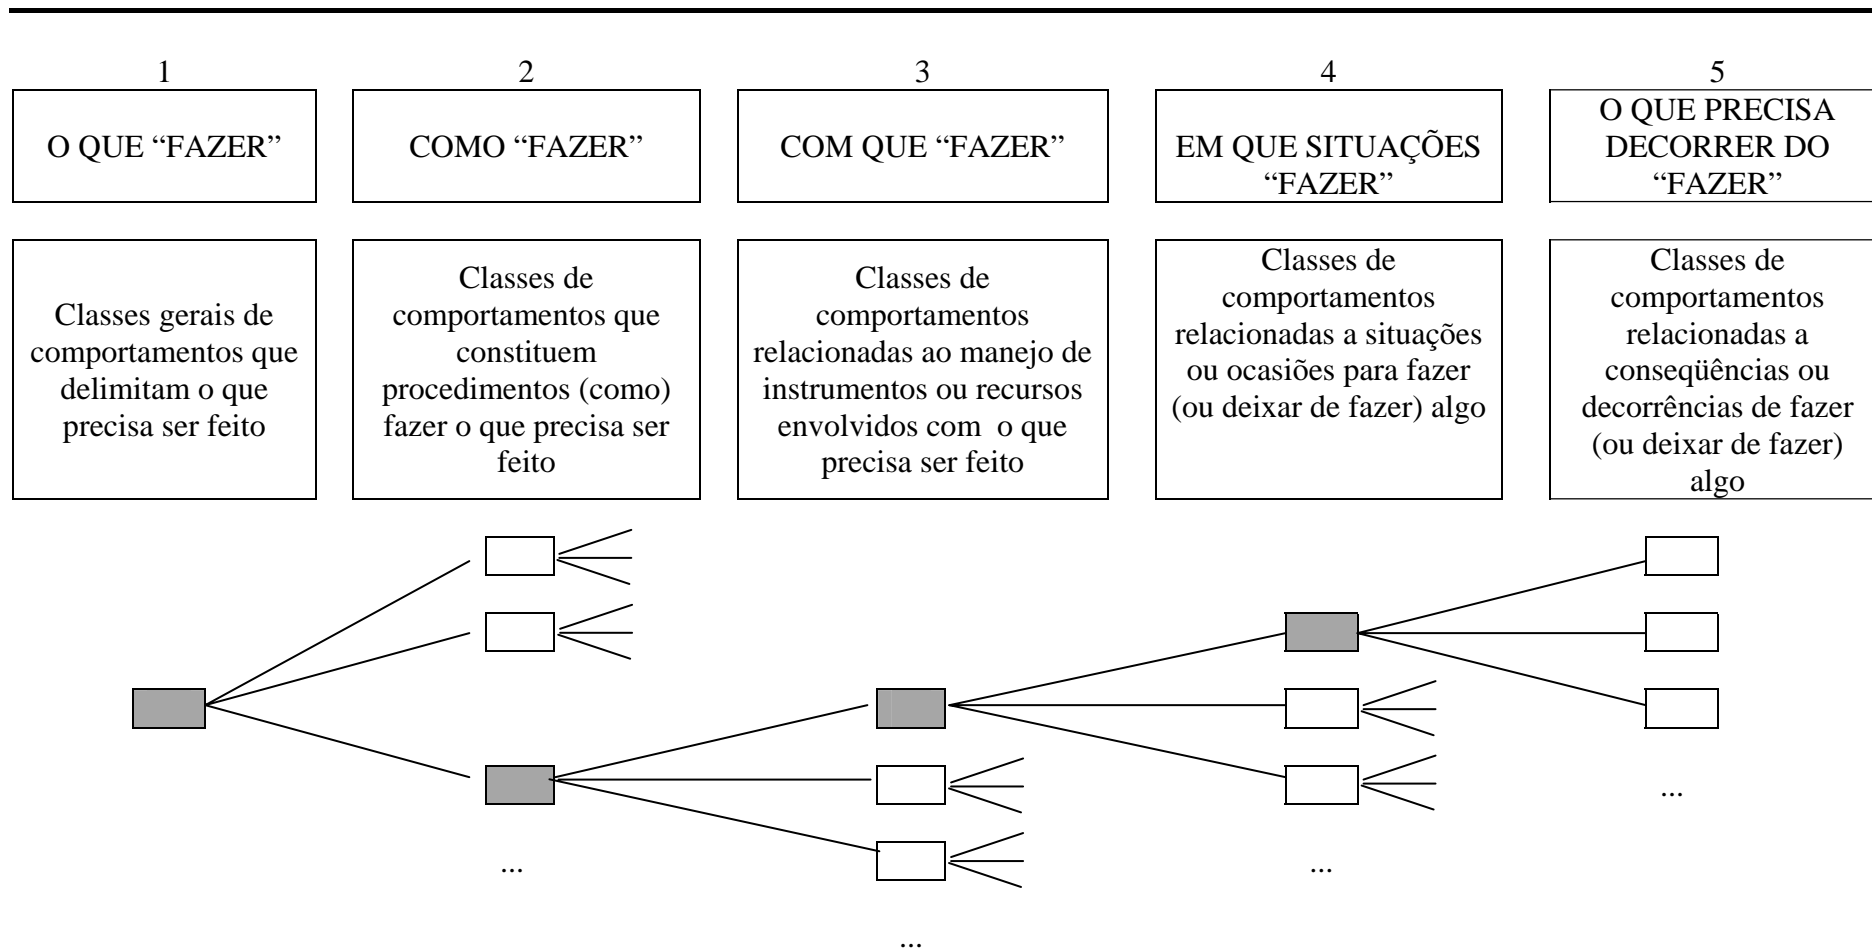 1
2
3
4
5
O QUE “FAZER”
COMO “FAZER”
COM QUE “FAZER”
EM QUE SITUAÇÕES
“FAZER”
O QUE PRECISA
DECORRER DO
“FAZER”
Classes gerais de
comportamentos que
delimitam o que
precisa ser feito
Classes de
comportamentos que
constituem
procedimentos (como)
fazer o que precisa ser
feito
Classes de
comportamentos
relacionadas ao manejo de
instrumentos ou recursos
envolvidos com o que
precisa ser feito
Classes de
comportamentos
relacionadas a situações
ou ocasiões para fazer
(ou deixar de fazer) algo
Classes de
comportamentos
relacionadas a
conseqüências ou
decorrências de fazer
(ou deixar de fazer)
algo
...
...
...
...